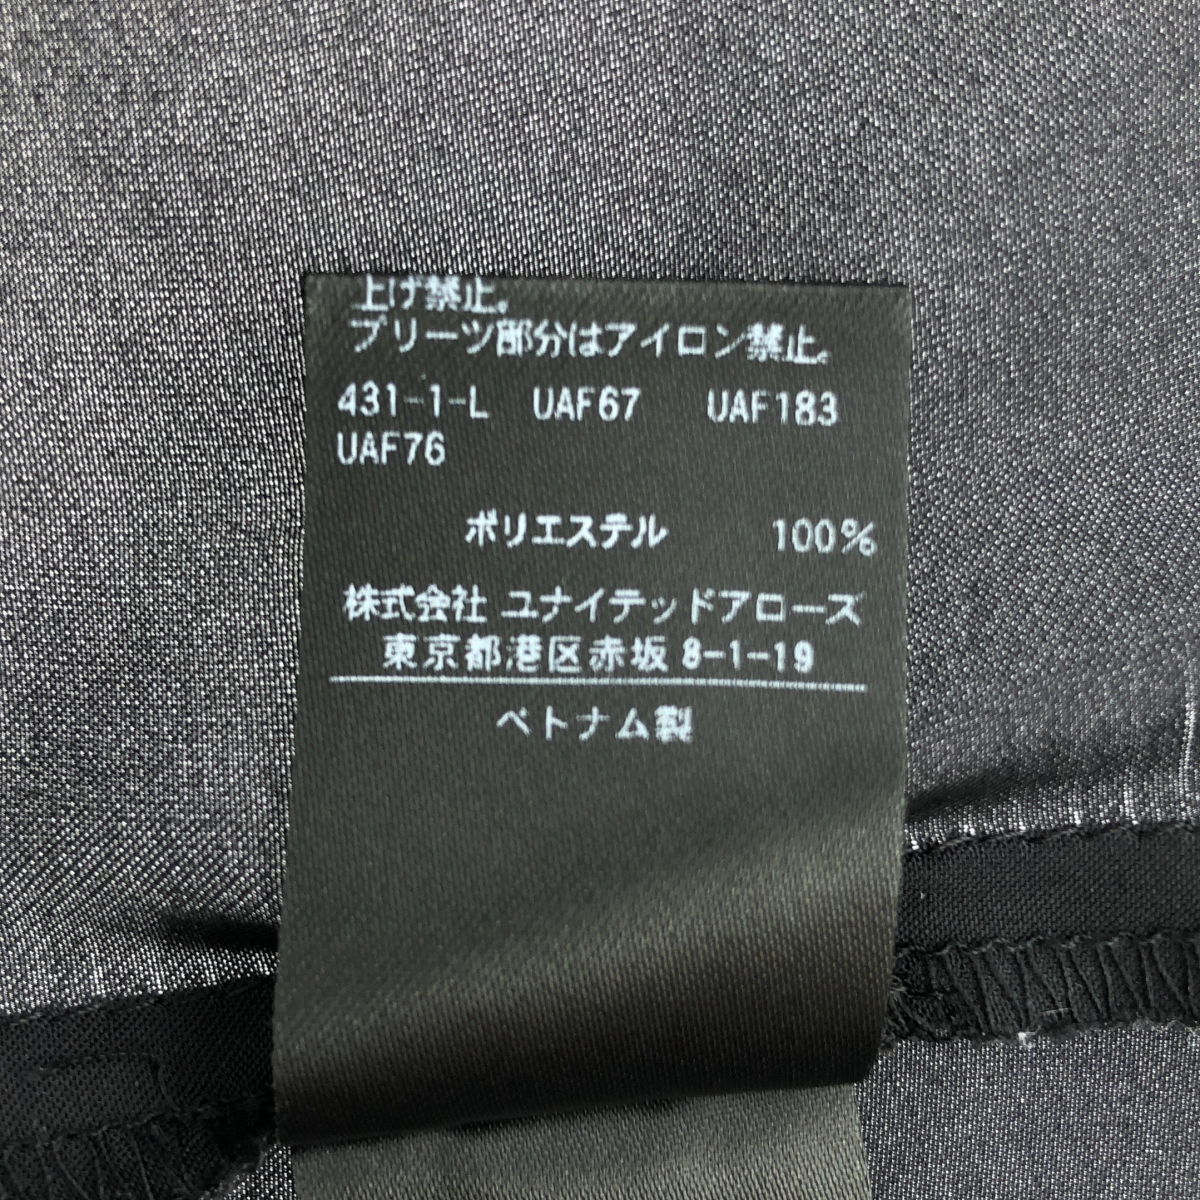 上げ禁止。
プリーツ部分はアイロン禁止。
431-1-L UAF67 UAF183
UAF76
ポリエステル 100%
株式会社 ユナイテッドアローズ
東京都港区赤坂 8-1-19
ベトナム製